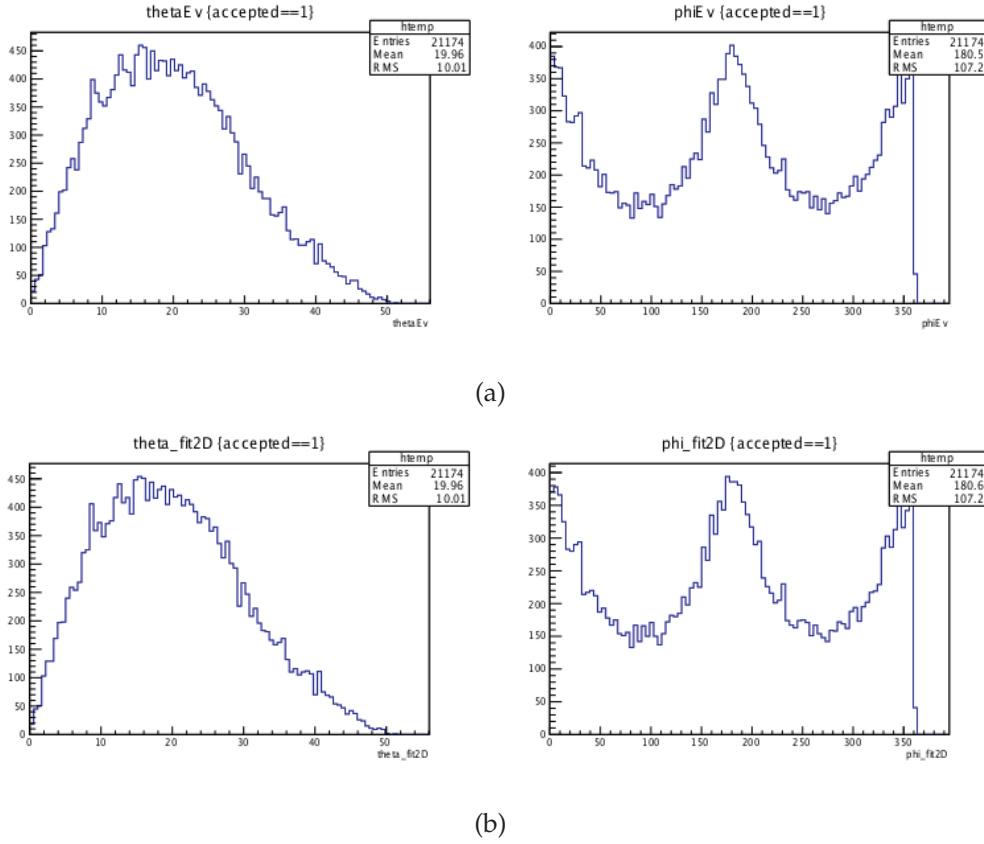 thetaEv {accepted==1}
htemp
Entries 21174
Mean 19.96
RMS 10.01
450
400
350
300
250
200
150
100
50
0
0 10 20 30 40 50
thetaEv
phiEv {accepted==1}
htemp
Entries 21174
Mean 180.5
RMS 107.2
400
350
300
250
200
150
100
50
0
0 50 100 150 200 250 300 350
phiEv
(a)
theta_fit2D {accepted==1}
htemp
Entries 21174
Mean 19.96
RMS 10.01
450
400
350
300
250
200
150
100
50
0
0 10 20 30 40 50
theta_fit2D
phi_fit2D {accepted==1}
htemp
Entries 21174
Mean 180.6
RMS 107.2
400
350
300
250
200
150
100
50
0
0 50 100 150 200 250 300 350
phi_fit2D
(b)